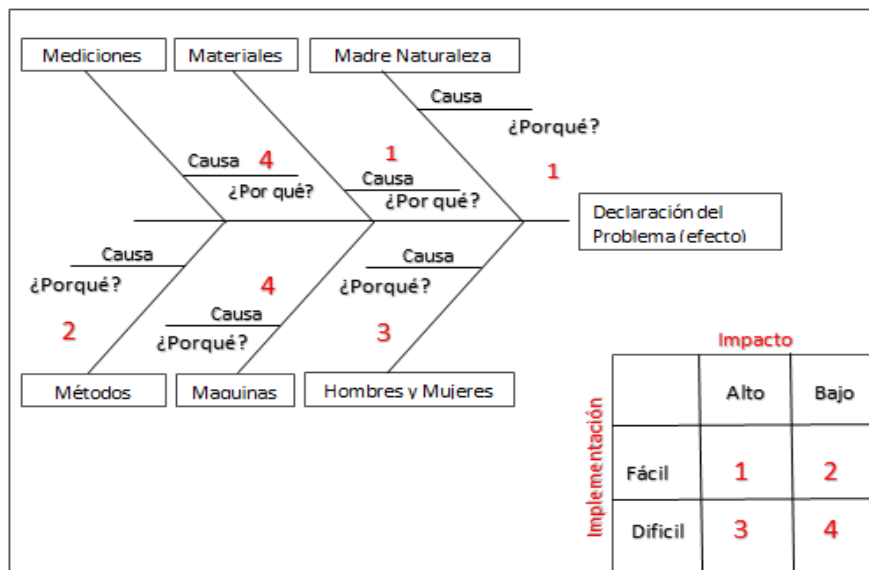 Mediciones
Materiales
Madre Naturaleza
Causa
¿Porqué?
Causa
4
¿Por qué?
1
Causa
¿Por qué?
1
Declaración del
Problema (efecto)
Causa
¿Porqué?
2
4
Causa
¿Porqué?
Causa
¿Porqué?
3
Métodos
Maquinas
Hombres y Mujeres
Impacto
Implementación
Alto
Bajo
Fácil
1
2
Dificil
3
4